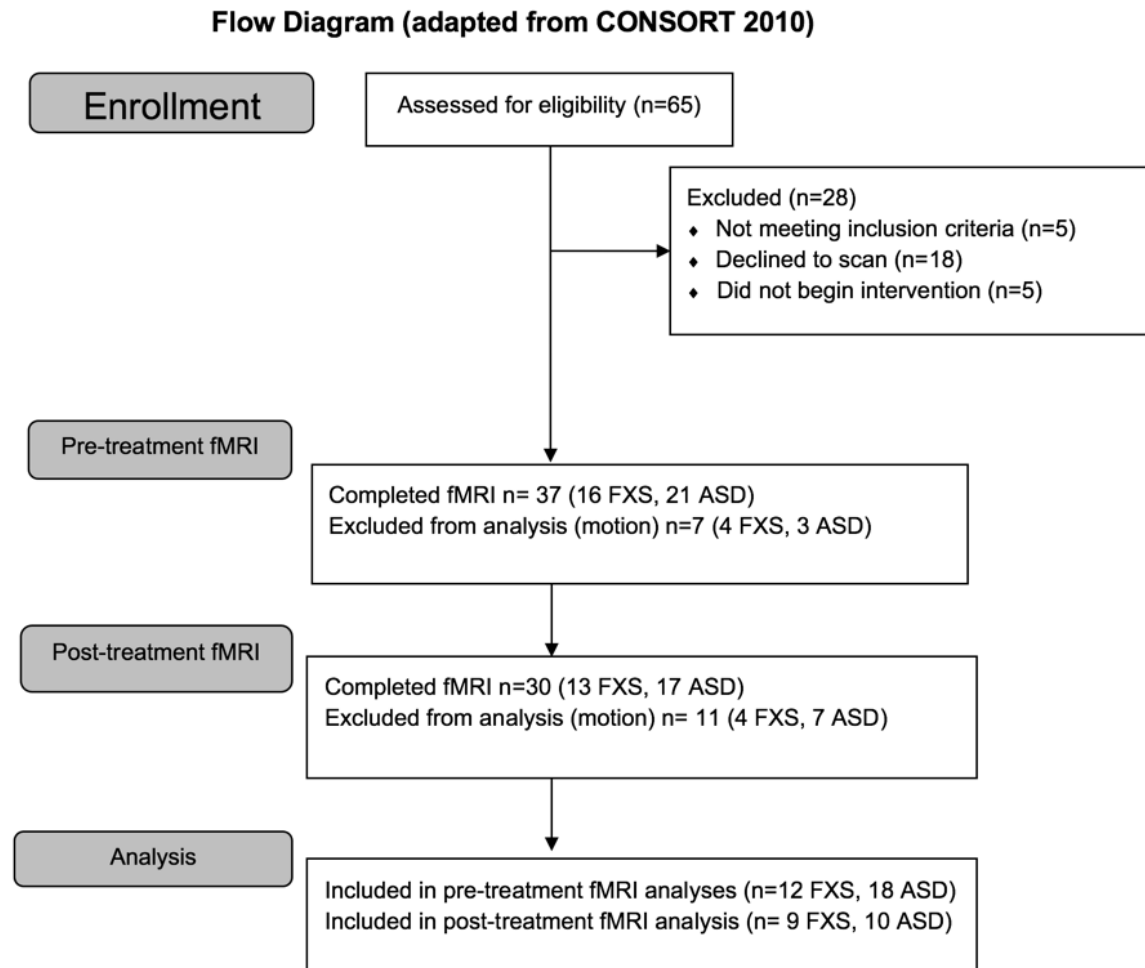 Flow Diagram (adapted from CONSORT 2010)
Enrollment
Assessed for eligibility (n=65)
Excluded (n=28)
♦ Not meeting inclusion criteria (n=5)
♦ Declined to scan (n=18)
♦ Did not begin intervention (n=5)
Pre-treatment fMRI
Completed fMRI n= 37 (16 FXS, 21 ASD)
Excluded from analysis (motion) n=7 (4 FXS, 3 ASD)
Post-treatment fMRI
Completed fMRI n=30 (13 FXS, 17 ASD)
Excluded from analysis (motion) n= 11 (4 FXS, 7 ASD)
Analysis
Included in pre-treatment fMRI analyses (n=12 FXS, 18 ASD)
Included in post-treatment fMRI analysis (n= 9 FXS, 10 ASD)